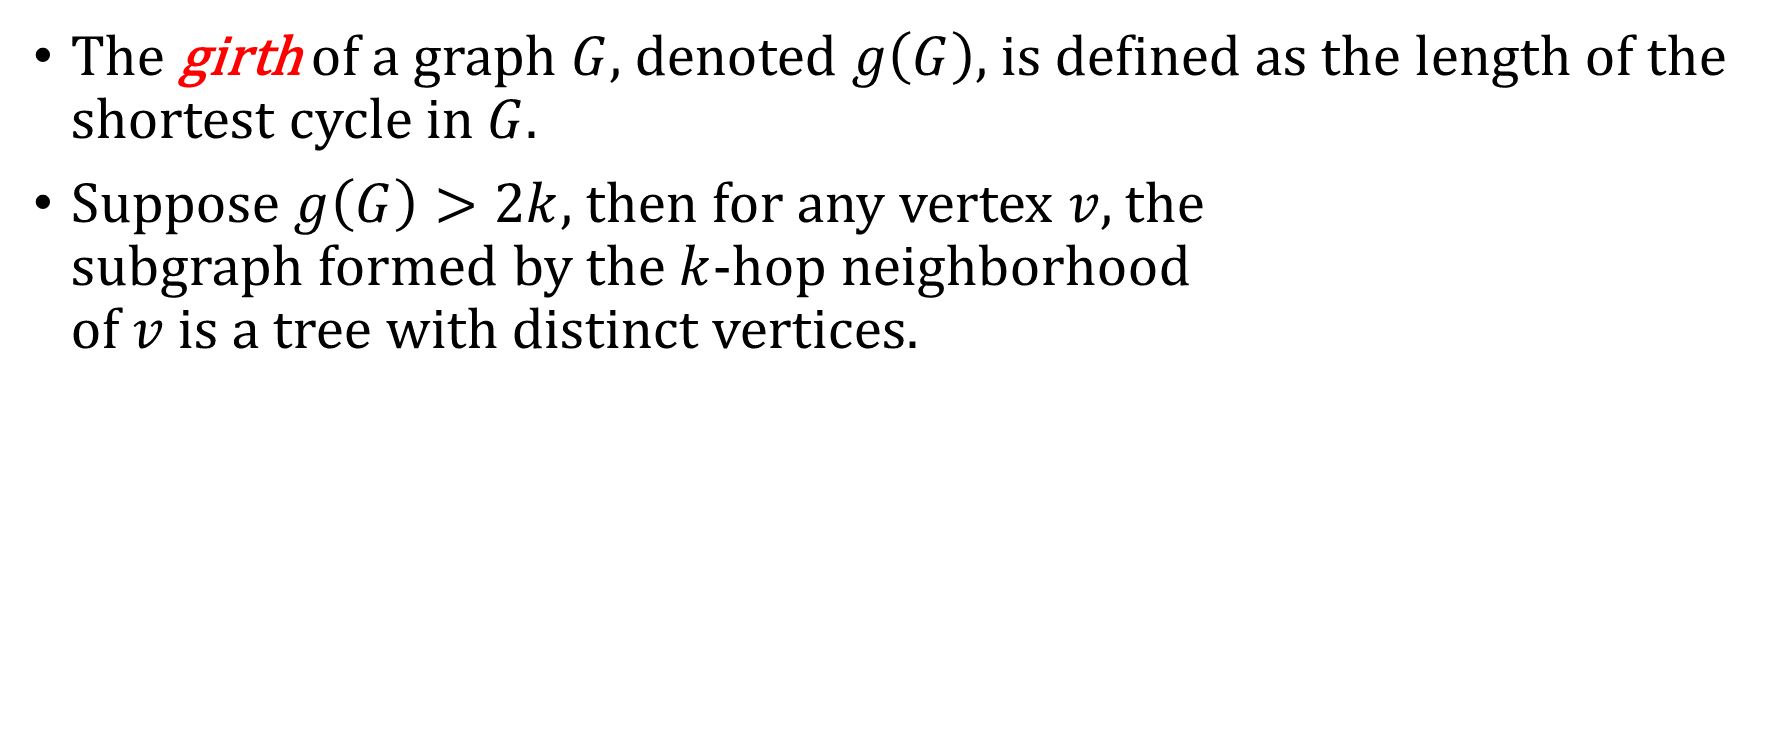 • The girth of a graph G, denoted g(G), is defined as the length of the
shortest cycle in G.
• Suppose g(G) > 2k, then for any vertex v, the
subgraph formed by the k-hop neighborhood
of v is a tree with distinct vertices.